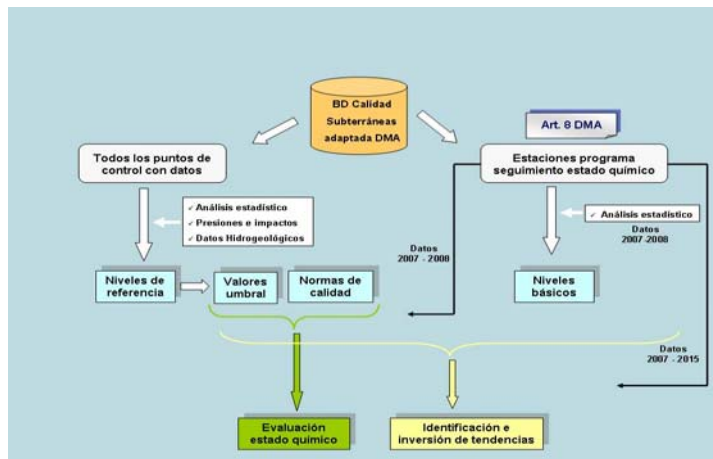 BD Calidad
Subterráneas
adaptada DMA
Art. 8 DMA
Todos los puntos de
control con datos
Estaciones programa
seguimiento estado químico
✓ Análisis estadístico
✓ Presiones e impactos
✓ Datos Hidrogeológicos
✓ Análisis estadístico
Datos
2007-2008
Datos
2007 - 2008
Niveles de
referencia
Valores
umbral
Normas de
calidad
Niveles
básicos
Datos
2007 - 2015
Evaluación
estado químico
Identificación e
inversión de tendencias